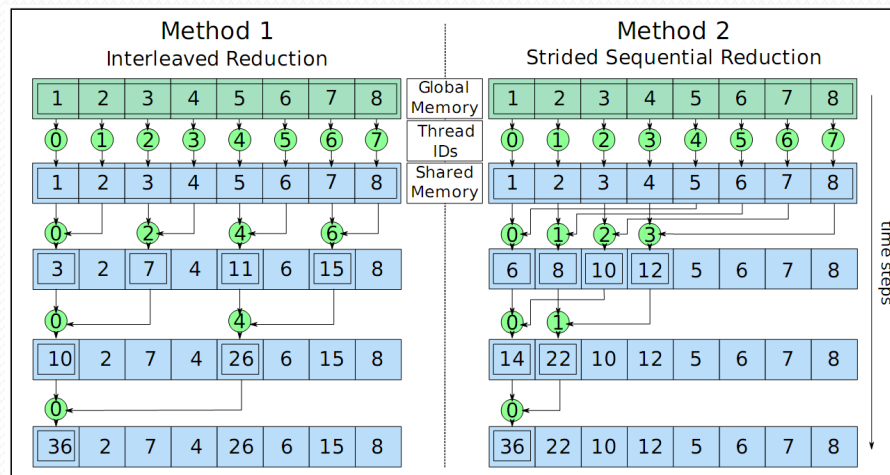 Method 1
Interleaved Reduction
Method 2
Strided Sequential Reduction
1 2 3 4 5 6 7 8
Global
Memory
1 2 3 4 5 6 7 8
0 1 2 3 4 5 6 7
Thread
IDs
0 1 2 3 4 5 6 7
1 2 3 4 5 6 7 8
Shared
Memory
1 2 3 4 5 6 7 8
0 2 4 6
0 1 2 3
3 2 7 4 11 6 15 8
6 8 10 12 5 6 7 8
0 4
0 1
10 2 7 4 26 6 15 8
14 22 10 12 5 6 7 8
0
0
36 2 7 4 26 6 15 8
36 22 10 12 5 6 7 8
time steps